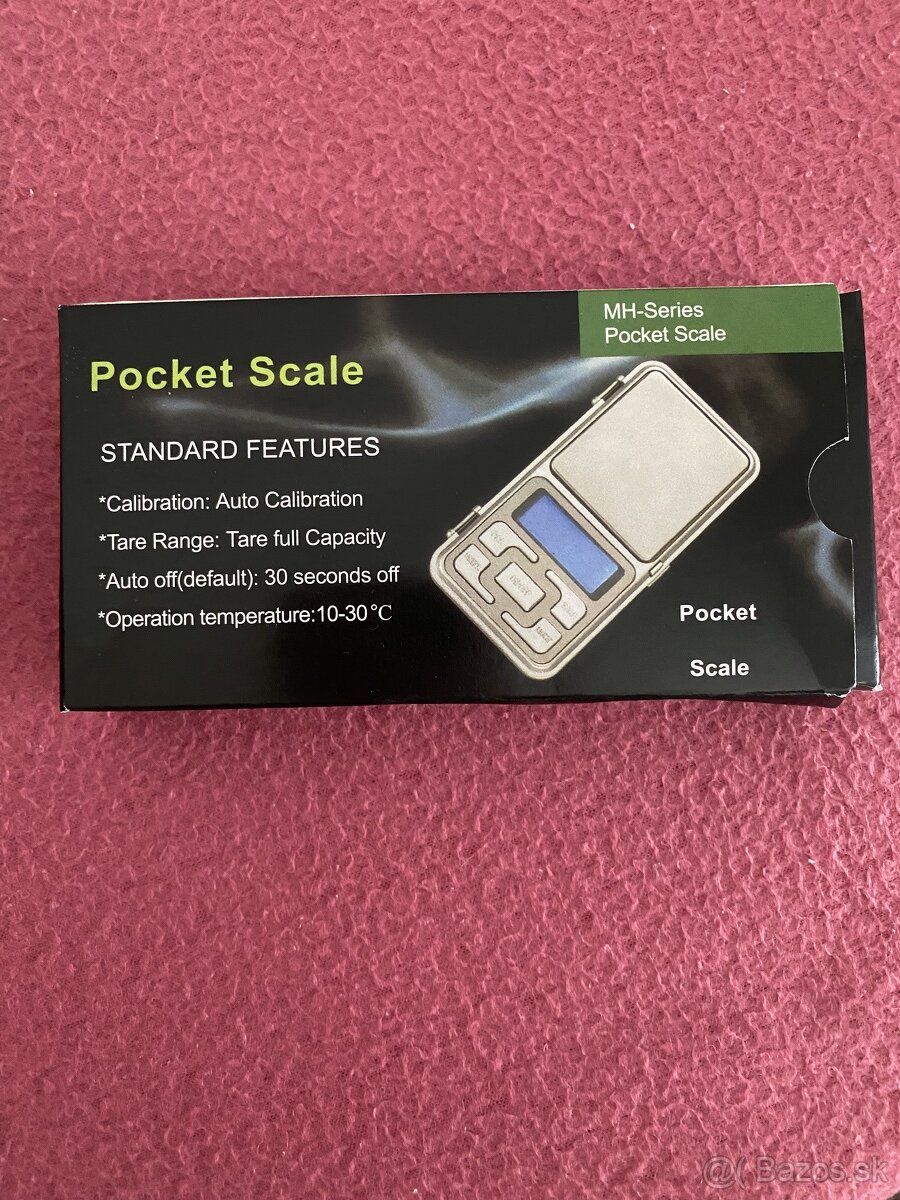 MH-Series
Pocket Scale
Pocket Scale
STANDARD FEATURES
*Calibration: Auto Calibration
*Tare Range: Tare full Capacity
*Auto off(default): 30 seconds off
*Operation temperature:10-30℃
Pocket
Scale
@( Bazos.sk